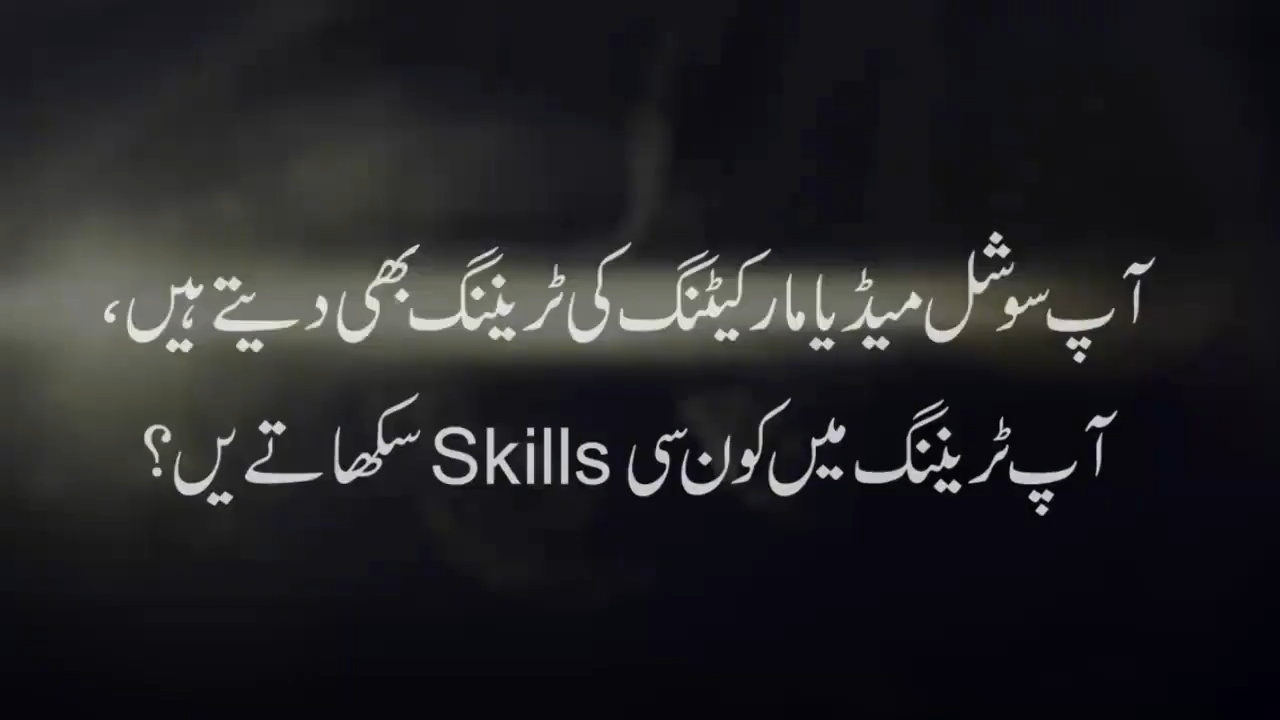 آپ سوشل میڈیا مارکیٹنگ کی ٹریننگ بھی دیتے ہیں،
آپ ٹریننگ میں کون سی Skills سکھاتے یں؟